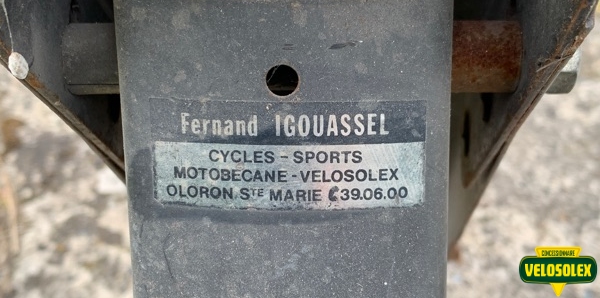 Fernand IGOUASSEL
CYCLES - SPORTS
MOTOBECANE - VELOSOLEX
OLORON STE MARIE ✆39.06.00
CONCESSIONNAIRE
VELOSOLEX